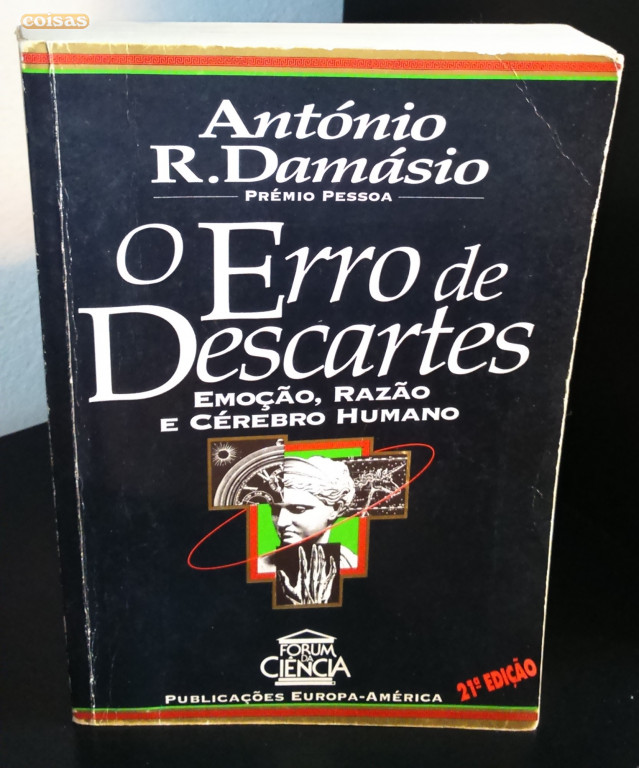 coisas
António
R. Damásio
PRÉMIO PESSOA
O ERRO de
DESCARTES
EMOÇÃO, RAZÃO
E CÉREBRO HUMANO
FORUM
DA
CIÊNCIA
PUBLICAÇÕES EUROPA-AMÉRICA
21ª EDIÇÃO